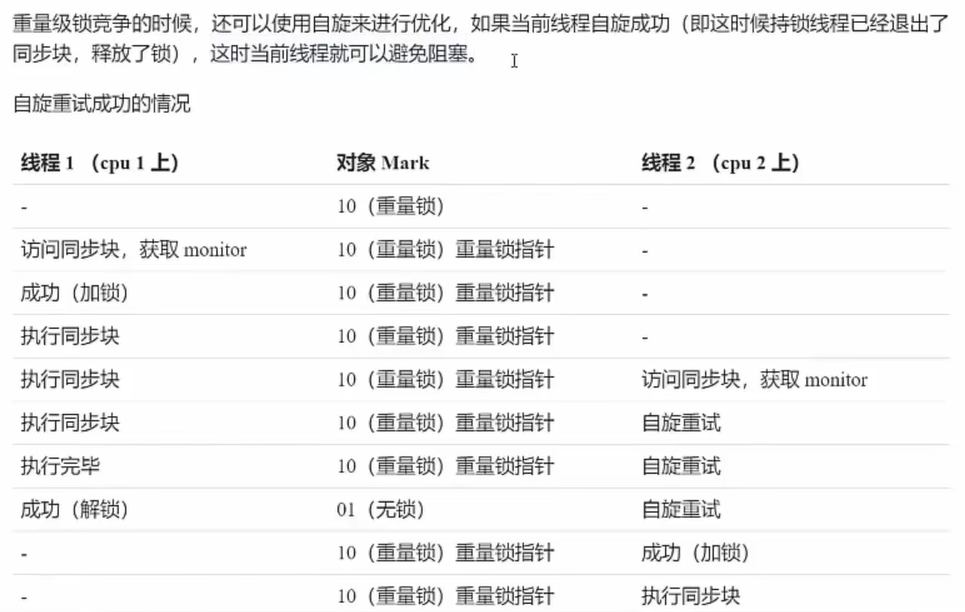 重量级锁竞争的时候，还可以使用自旋来进行优化，如果当前线程自旋成功（即这时候持锁线程已经退出了
同步块，释放了锁），这时当前线程就可以避免阻塞。
自旋重试成功的情况
线程 1 （cpu 1 上） 对象 Mark 线程 2 （cpu 2 上）
- 10（重量锁） -
访问同步块，获取 monitor 10（重量锁）重量锁指针 -
成功（加锁） 10（重量锁）重量锁指针 -
执行同步块 10（重量锁）重量锁指针 -
执行同步块 10（重量锁）重量锁指针 访问同步块，获取 monitor
执行同步块 10（重量锁）重量锁指针 自旋重试
执行完毕 10（重量锁）重量锁指针 自旋重试
成功（解锁） 01（无锁） 自旋重试
- 10（重量锁）重量锁指针 成功（加锁）
- 10（重量锁）重量锁指针 执行同步块